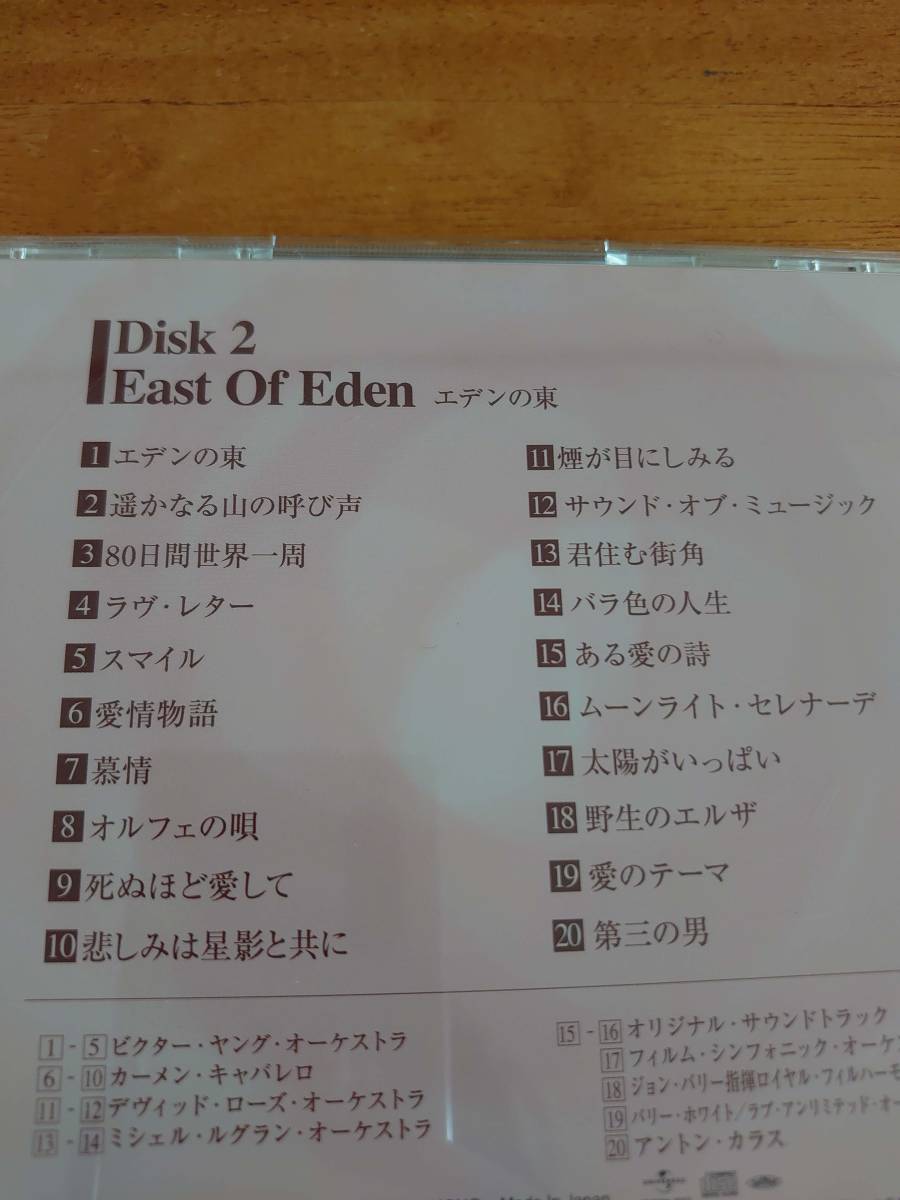 Disk 2
East Of Eden エデンの東
1 エデンの東
2 遥かなる山の呼び声
3 80日間世界一周
4 ラヴ・レター
5 スマイル
6 愛情物語
7 慕情
8 オルフェの唄
9 死ぬほど愛して
10 悲しみは星影と共に
11 煙が目にしみる
12 サウンド・オブ・ミュージック
13 君住む街角
14 バラ色の人生
15 ある愛の詩
16 ムーンライト・セレナーデ
17 太陽がいっぱい
18 野生のエルザ
19 愛のテーマ
20 第三の男
1 - 5 ビクター・ヤング・オーケストラ
6 - 10 カーメン・キャバレロ
11 - 12 デヴィッド・ローズ・オーケストラ
13 - 14 ミシェル・ルグラン・オーケストラ
15 - 16 オリジナル・サウンドトラック
17 フィルム・シンフォニック・オーケ
18 ジョン・バリー指揮ロイヤル・フィルハーモ
19 バリー・ホワイト/ラブ・アンリミテッド・オー
20 アントン・カラス
Made in Japan